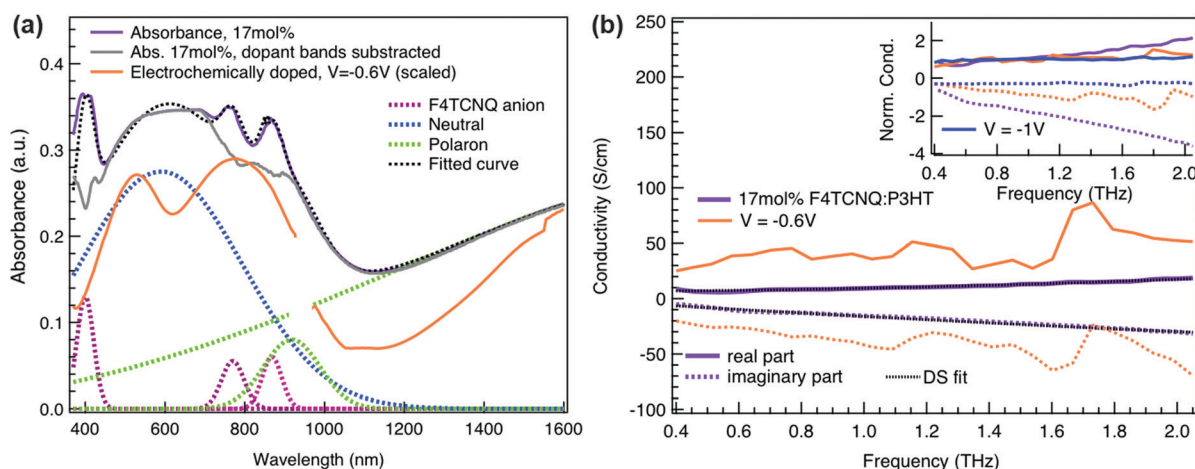 (a)
Absorbance, 17mol%
Abs. 17mol%, dopant bands substracted
Electrochemically doped, V=-0.6V (scaled)
F4TCNQ anion
Neutral
Polaron
Fitted curve
Absorbance (a.u.)
0.4
0.3
0.2
0.1
0.0
400 600 800 1000 1200 1400 1600
Wavelength (nm)
(b)
Conductivity (S/cm)
250
200
150
100
50
0
-50
-100
17mol% F4TCNQ:P3HT
V = -0.6V
real part
imaginary part
DS fit
0.4 0.6 0.8 1.0 1.2 1.4 1.6 1.8 2.0
Frequency (THz)
Norm. Cond.
2
0
-2
-4
V = -1V
0.4 0.8 1.2 1.6 2.0
Frequency (THz)